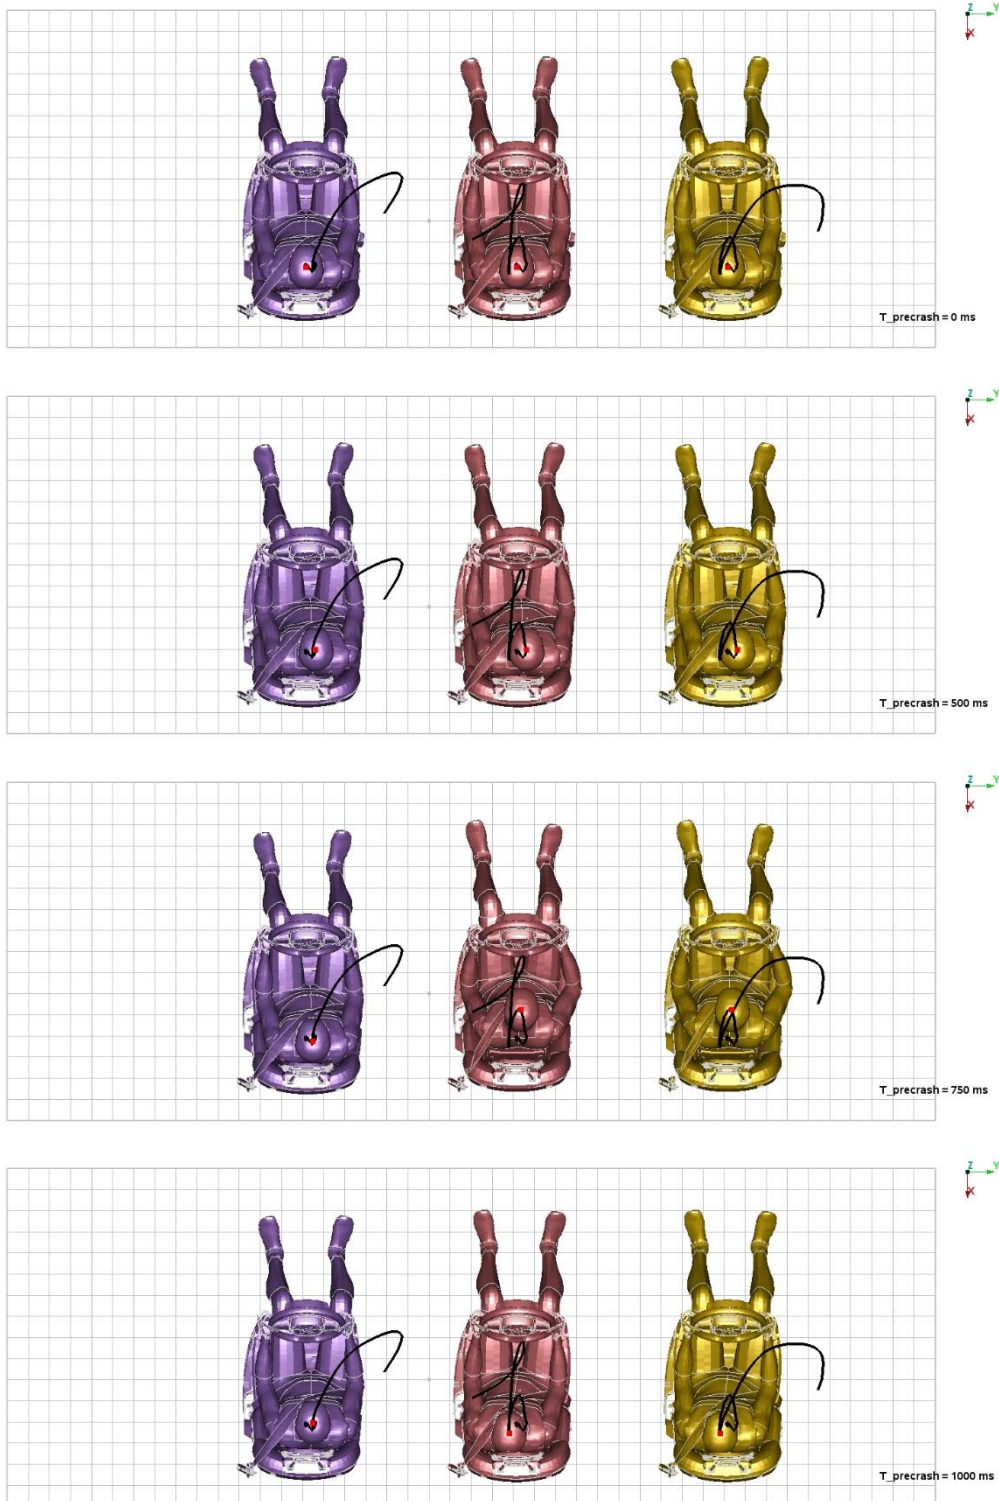 Z
Y
X
T_precrash = 0 ms
Z
Y
X
T_precrash = 500 ms
Z
Y
X
T_precrash = 750 ms
Z
Y
X
T_precrash = 1000 ms